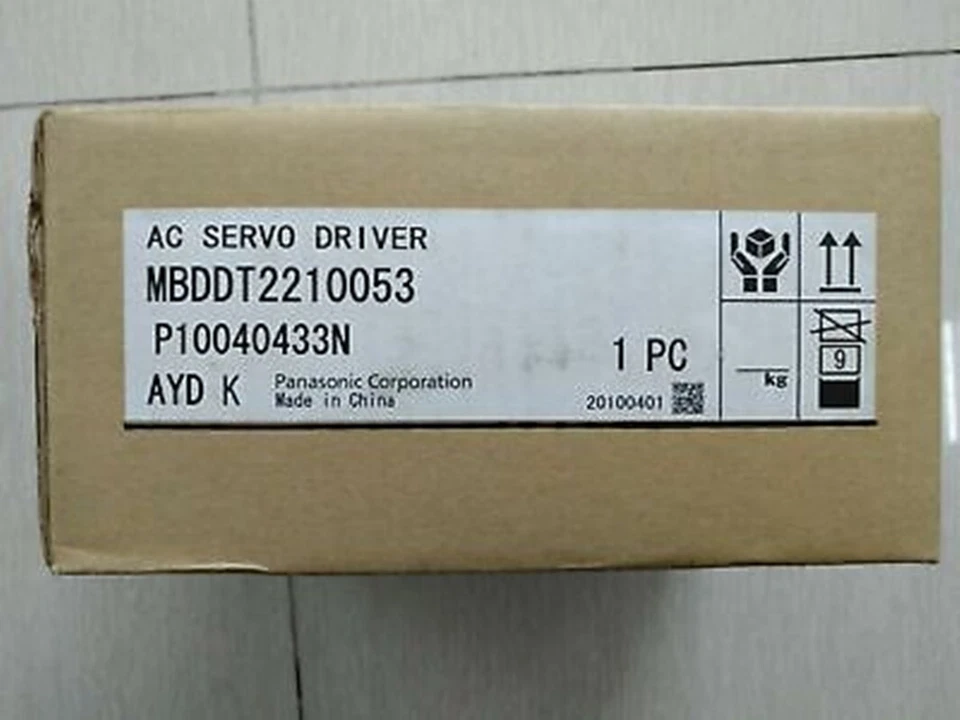 AC SERVO DRIVER
MBDDT2210053
P10040433N
1 PC
AYD K
Panasonic Corporation
Made in China
20100401
kg
9